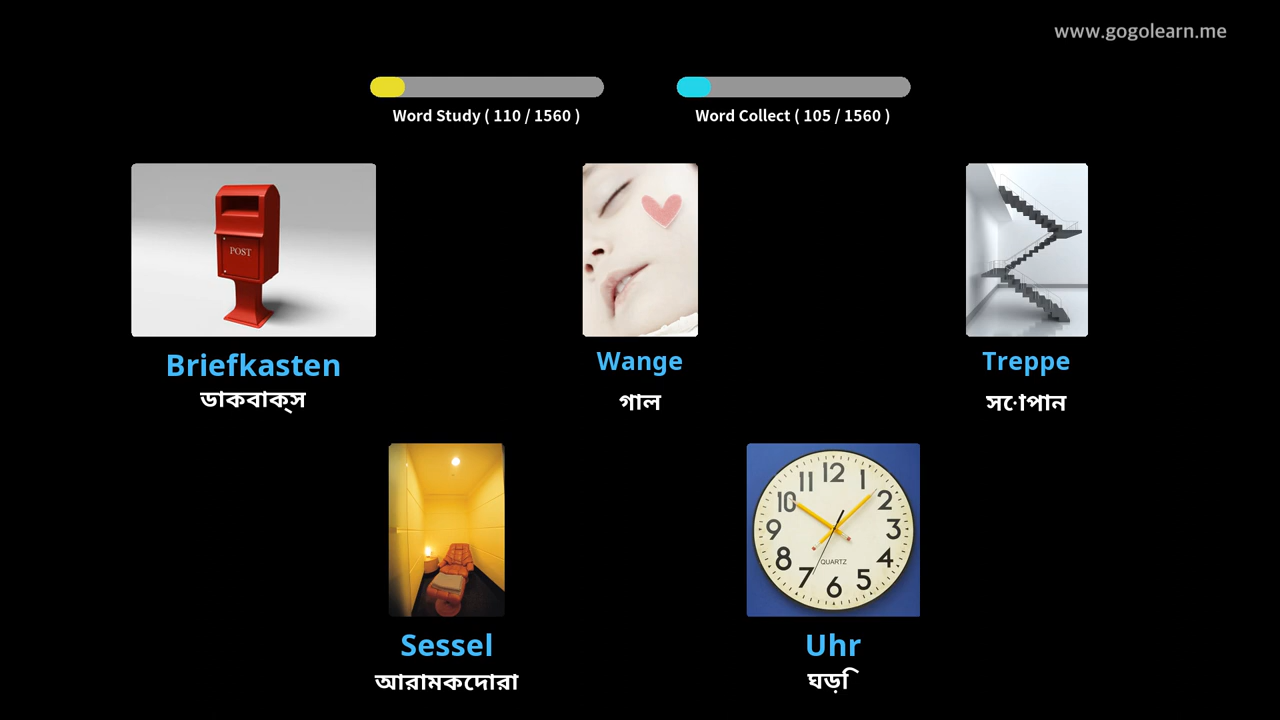 www.gogolearn.me
Word Study ( 110 / 1560 )
Word Collect ( 105 / 1560 )
POST
Briefkasten
ডাকবাক্স
Wange
গাল
Treppe
সোপান
12
11
1
10
2
9
3
8
4
QUARTZ
7
5
6
Sessel
আরামকেদারা
Uhr
ঘড়ি